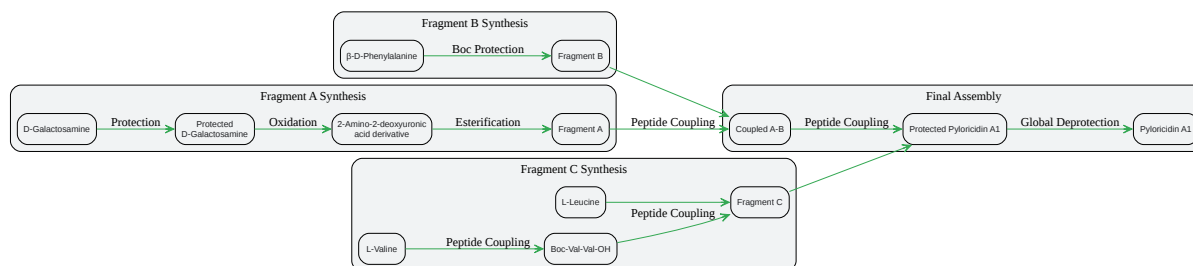 Fragment B Synthesis
β-D-Phenylalanine
Boc Protection
Fragment B
Fragment A Synthesis
D-Galactosamine
Protection
Protected
D-Galactosamine
Oxidation
2-Amino-2-deoxyuronic
acid derivative
Esterification
Fragment A
Peptide Coupling
Final Assembly
Coupled A-B
Peptide Coupling
Protected Pyloricidin A1
Global Deprotection
Pyloricidin A1
Fragment C Synthesis
L-Leucine
Peptide Coupling
Fragment C
L-Valine
Peptide Coupling
Boc-Val-Val-OH